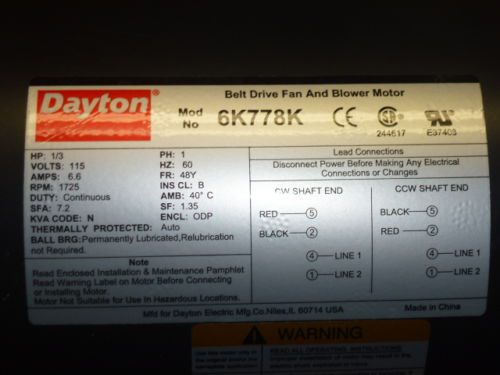 Dayton®
Belt Drive Fan And Blower Motor
Mod No 6K778K CE
244617 E37403
HP: 1/3 PH: 1
VOLTS: 115 HZ: 60
AMPS: 6.6 FR: 48Y
RPM: 1725 INS CL: B
DUTY: Continuous AMB: 40° C
SFA: 7.2 SF: 1.35
KVA CODE: N ENCL: ODP
THERMALLY PROTECTED: Auto
BALL BRG:Permanently Lubricated,Relubrication
not Required.
Note
Read Enclosed Installation & Maintenance Pamphlet
Read Warning Label on Motor Before Connecting
or Installing Motor.
Motor Not Suitable for Use In Hazardous Locations.
Lead Connections
Disconnect Power Before Making Any Electrical
Connections or Changes
CW SHAFT END
RED 5
BLACK 2
4 LINE 1
1 LINE 2
CCW SHAFT END
BLACK 5
RED 2
4 LINE 1
1 LINE 2
Mfd for Dayton Electric Mfg.Co.Niles,IL 60714 USA
Made in China
WARNING
READ ALL OPERATING INSTRUCTIONS.